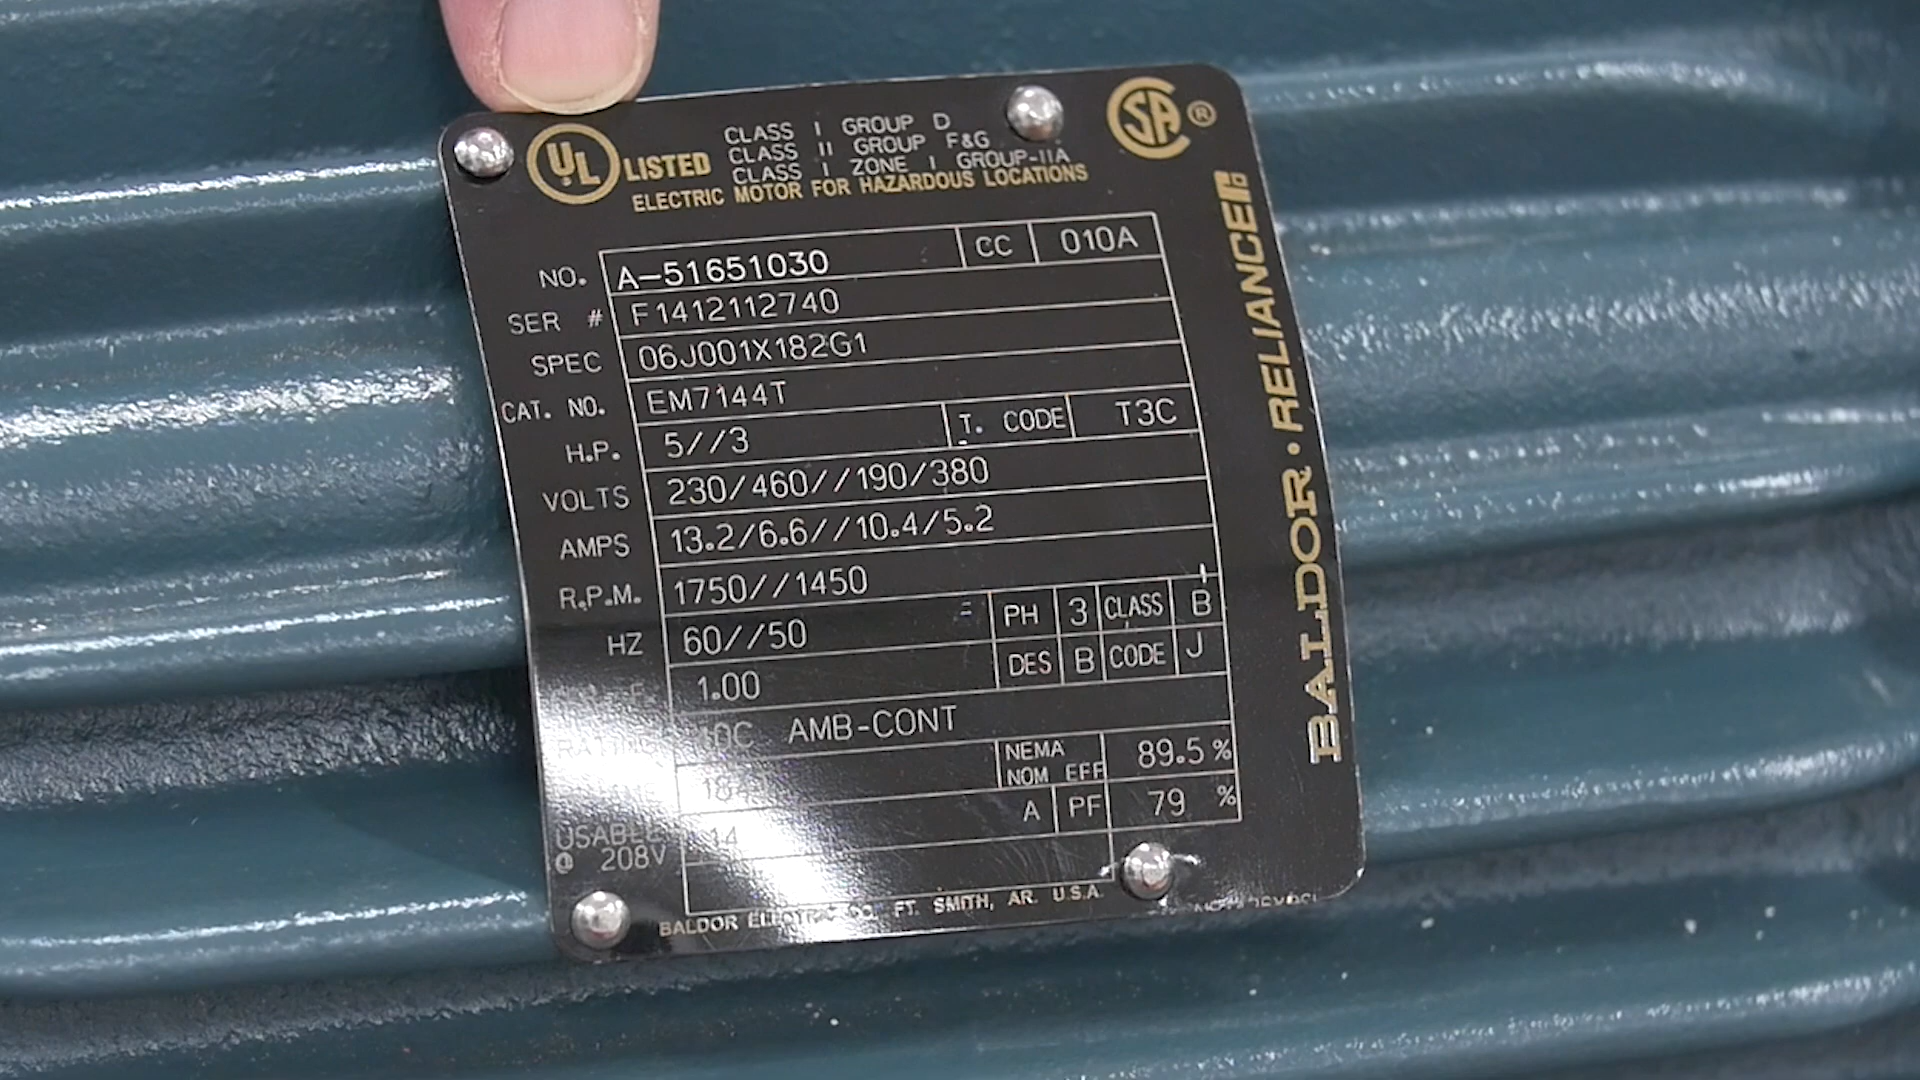 UL LISTED
CLASS I GROUP D
CLASS II GROUP F&G
CLASS I ZONE I GROUP-IIA
ELECTRIC MOTOR FOR HAZARDOUS LOCATIONS
SA ®
NO. A-51651030 CC 010A
SER # F1412112740
SPEC 06J001X182G1
CAT. NO. EM7144T
H.P. 5//3 T. CODE T3C
VOLTS 230/460//190/380
AMPS 13.2/6.6//10.4/5.2
R.P.M. 1750//1450
HZ 60//50 PH 3 CLASS B
1.00 DES B CODE J
AMB-CONT
NEMA NOM EFF 89.5 %
USABLE @ 208V 14 A PF 79 %
BALDOR ELECTRIC CO. FT. SMITH, AR. U.S.A.
BALDOR • RELIANCE